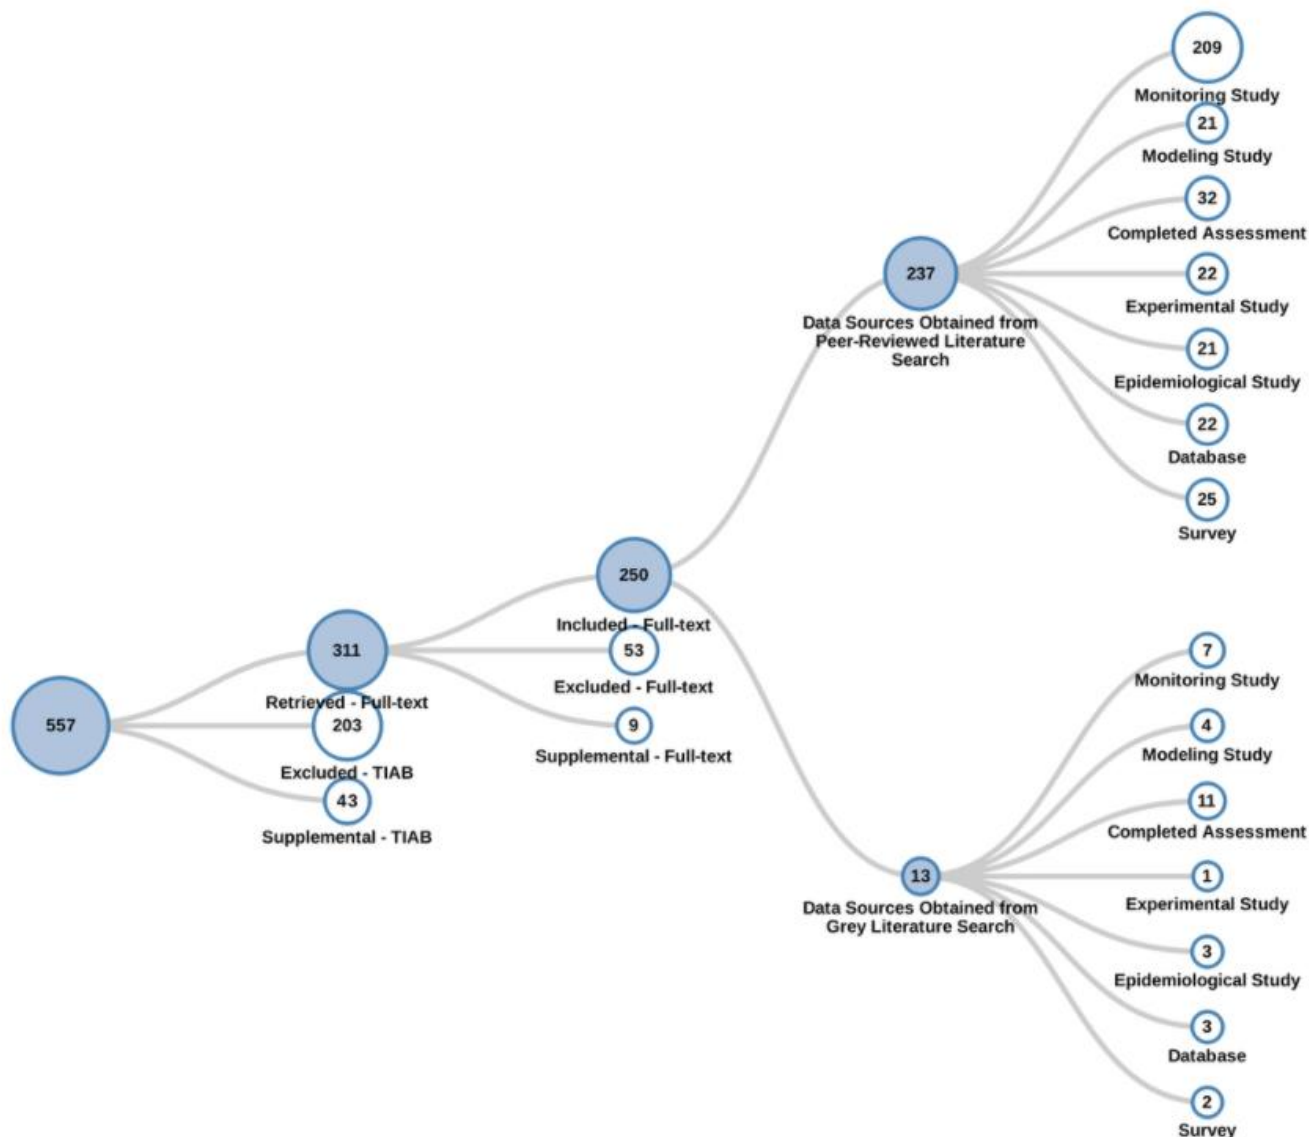 557
311
Retrieved - Full-text
203
Excluded - TIAB
43
Supplemental - TIAB
250
Included - Full-text
53
Excluded - Full-text
9
Supplemental - Full-text
237
Data Sources Obtained from
Peer-Reviewed Literature
Search
209
Monitoring Study
21
Modeling Study
32
Completed Assessment
22
Experimental Study
21
Epidemiological Study
22
Database
25
Survey
13
Data Sources Obtained from
Grey Literature Search
7
Monitoring Study
4
Modeling Study
11
Completed Assessment
1
Experimental Study
3
Epidemiological Study
3
Database
2
Survey